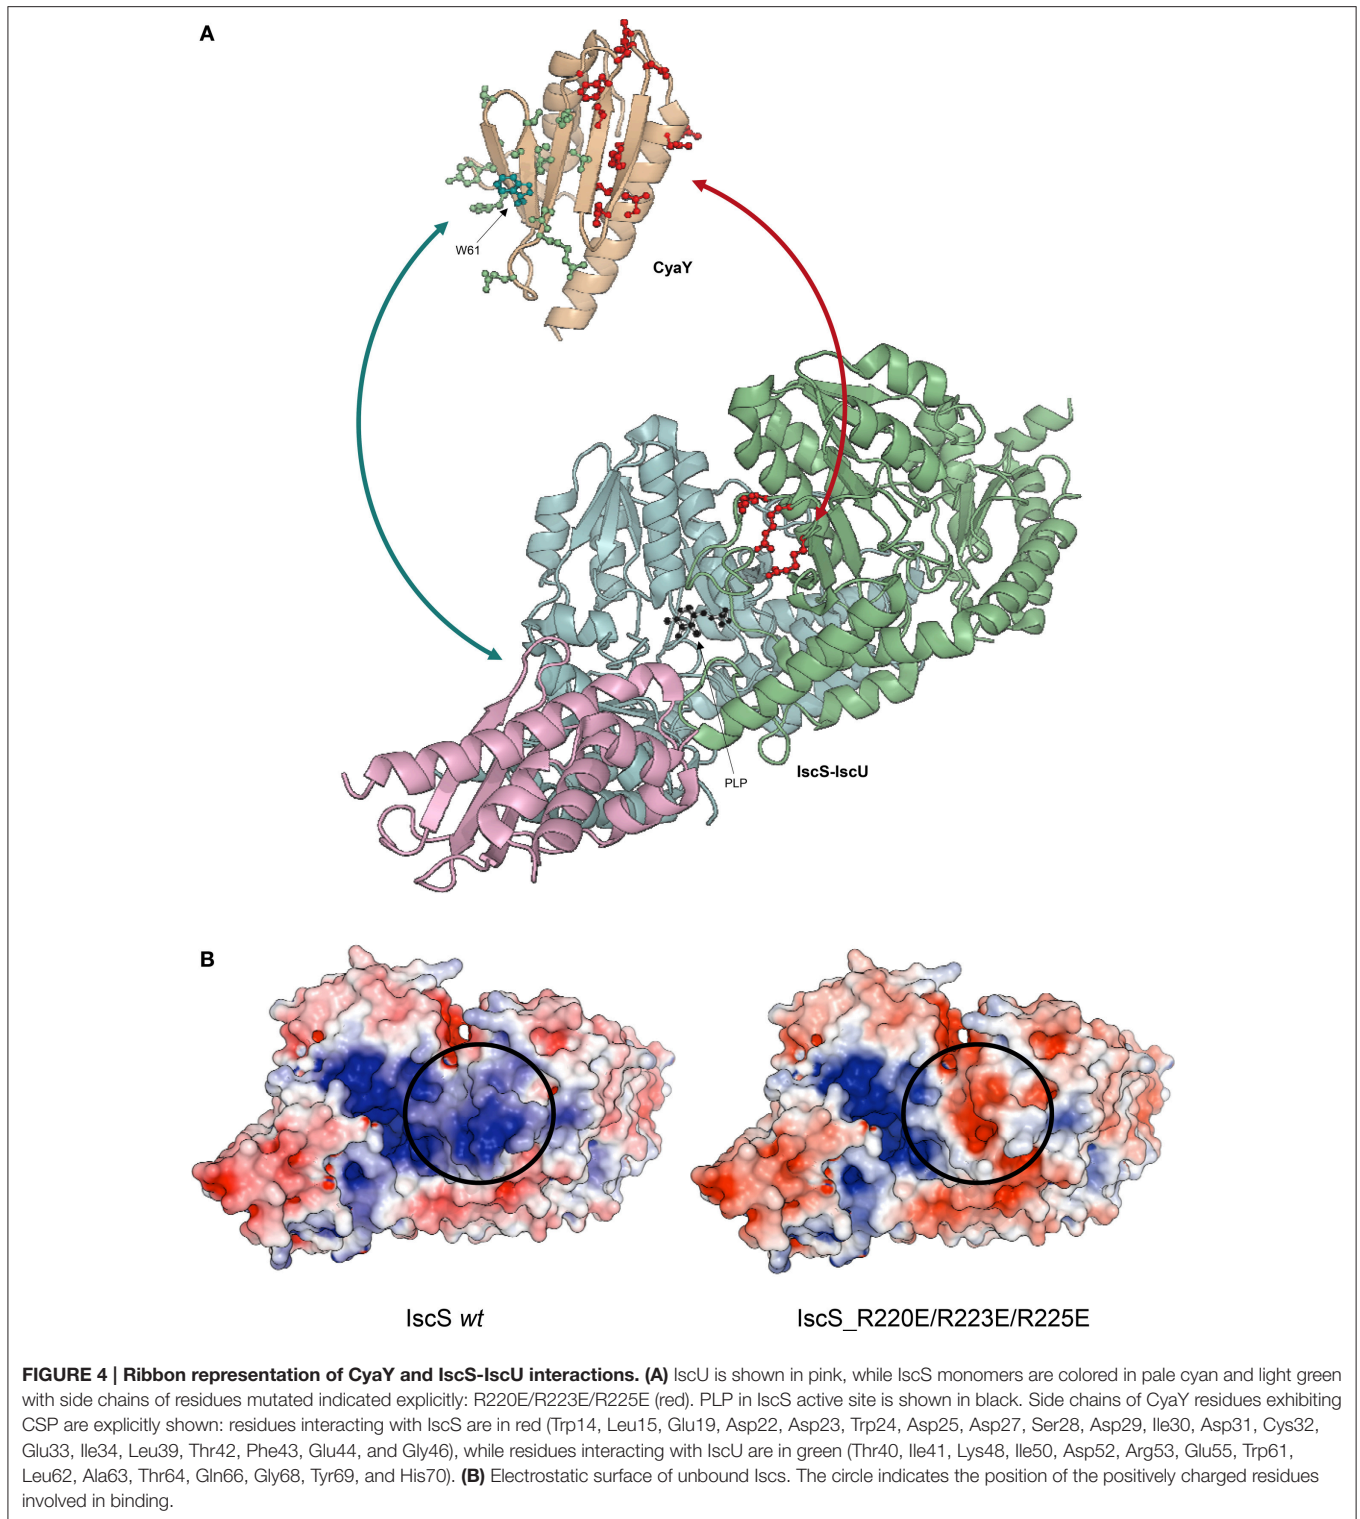 A
W61
CyaY
IscS-IscU
PLP
B
IscS wt
IscS_R220E/R223E/R225E
FIGURE 4 | Ribbon representation of CyaY and IscS-IscU interactions. (A) IscU is shown in pink, while IscS monomers are colored in pale cyan and light green
with side chains of residues mutated indicated explicitly: R220E/R223E/R225E (red). PLP in IscS active site is shown in black. Side chains of CyaY residues exhibiting
CSP are explicitly shown: residues interacting with IscS are in red (Trp14, Leu15, Glu19, Asp22, Asp23, Trp24, Asp25, Asp27, Ser28, Asp29, Ile30, Asp31, Cys32,
Glu33, Ile34, Leu39, Thr42, Phe43, Glu44, and Gly46), while residues interacting with IscU are in green (Thr40, Ile41, Lys48, Ile50, Asp52, Arg53, Glu55, Trp61,
Leu62, Ala63, Thr64, Gln66, Gly68, Tyr69, and His70). (B) Electrostatic surface of unbound Iscs. The circle indicates the position of the positively charged residues
involved in binding.